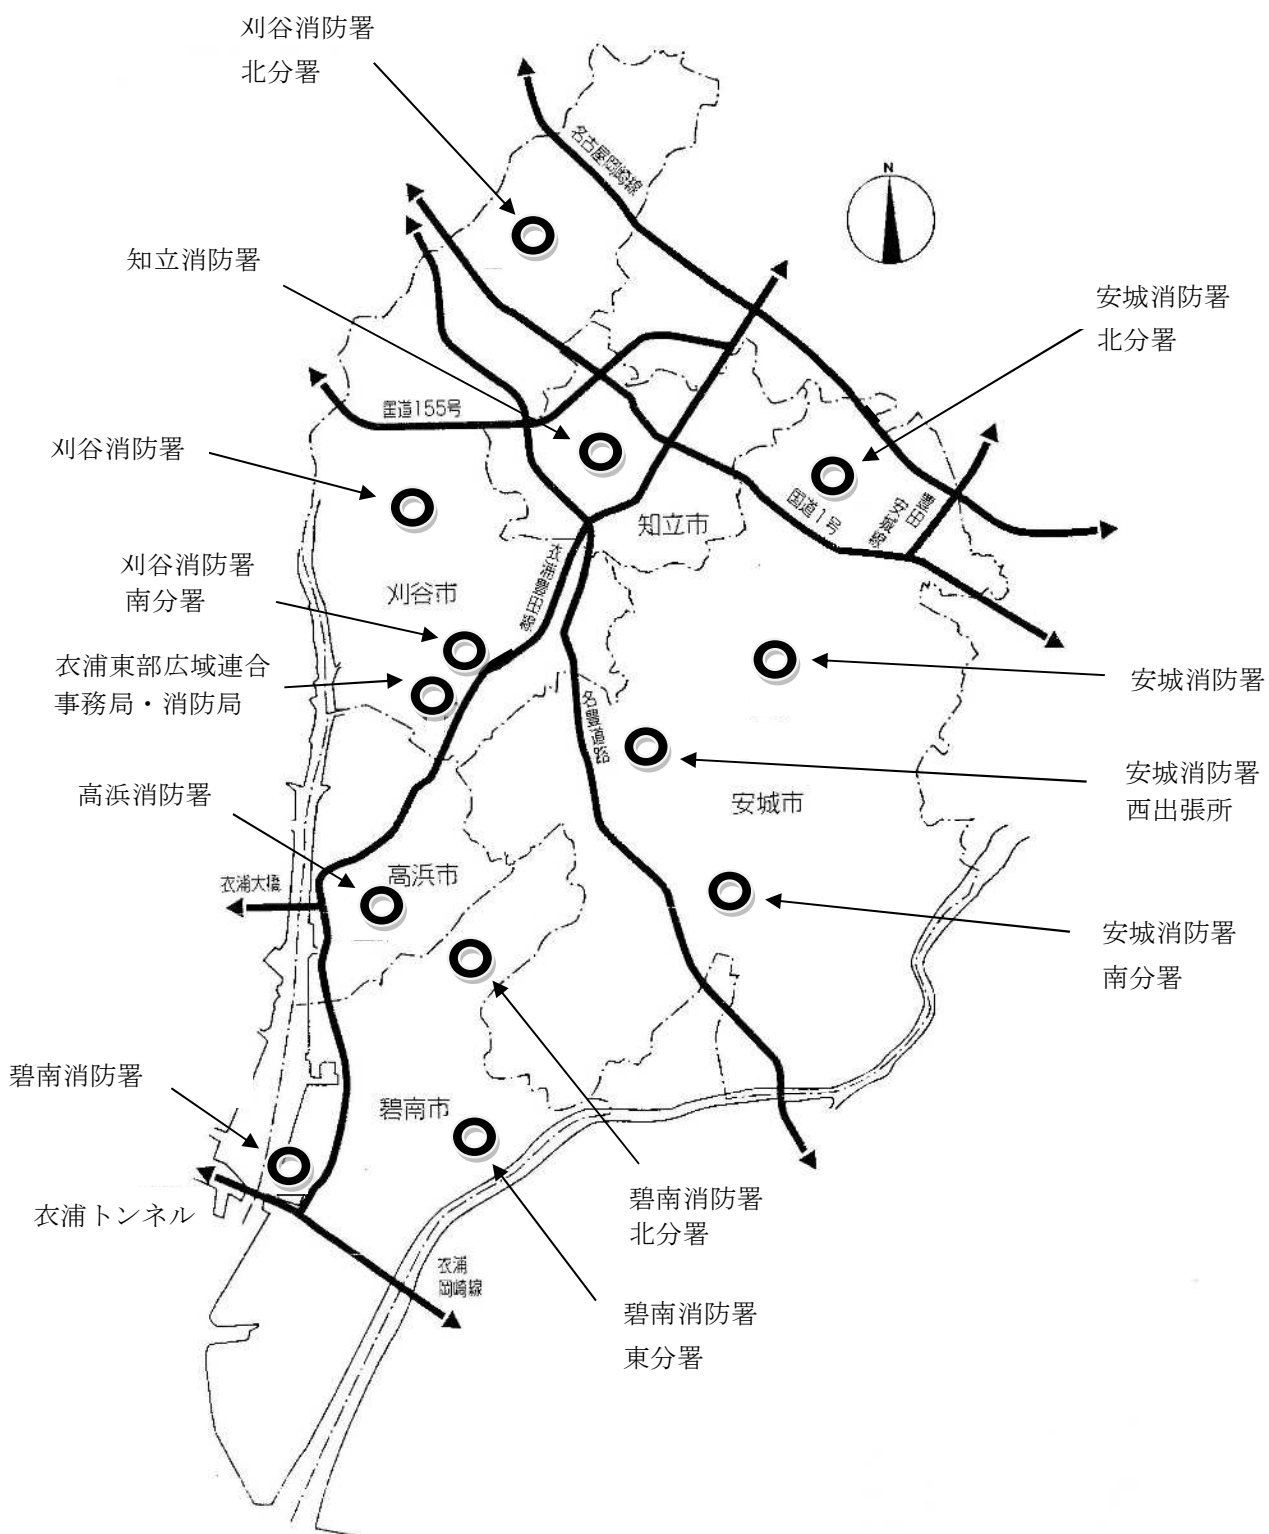 刈谷消防署
北分署
名古屋岡崎線
N
知立消防署
安城消防署
北分署
国道155号
刈谷消防署
豊田
安城線
国道1号
知立市
刈谷消防署
南分署
衣浦豊田線
刈谷市
衣浦東部広域連合
事務局・消防局
安城消防署
名豊道路
安城消防署
西出張所
高浜消防署
安城市
高浜市
衣浦大橋
安城消防署
南分署
碧南消防署
碧南市
碧南消防署
北分署
衣浦トンネル
衣浦
岡崎線
碧南消防署
東分署